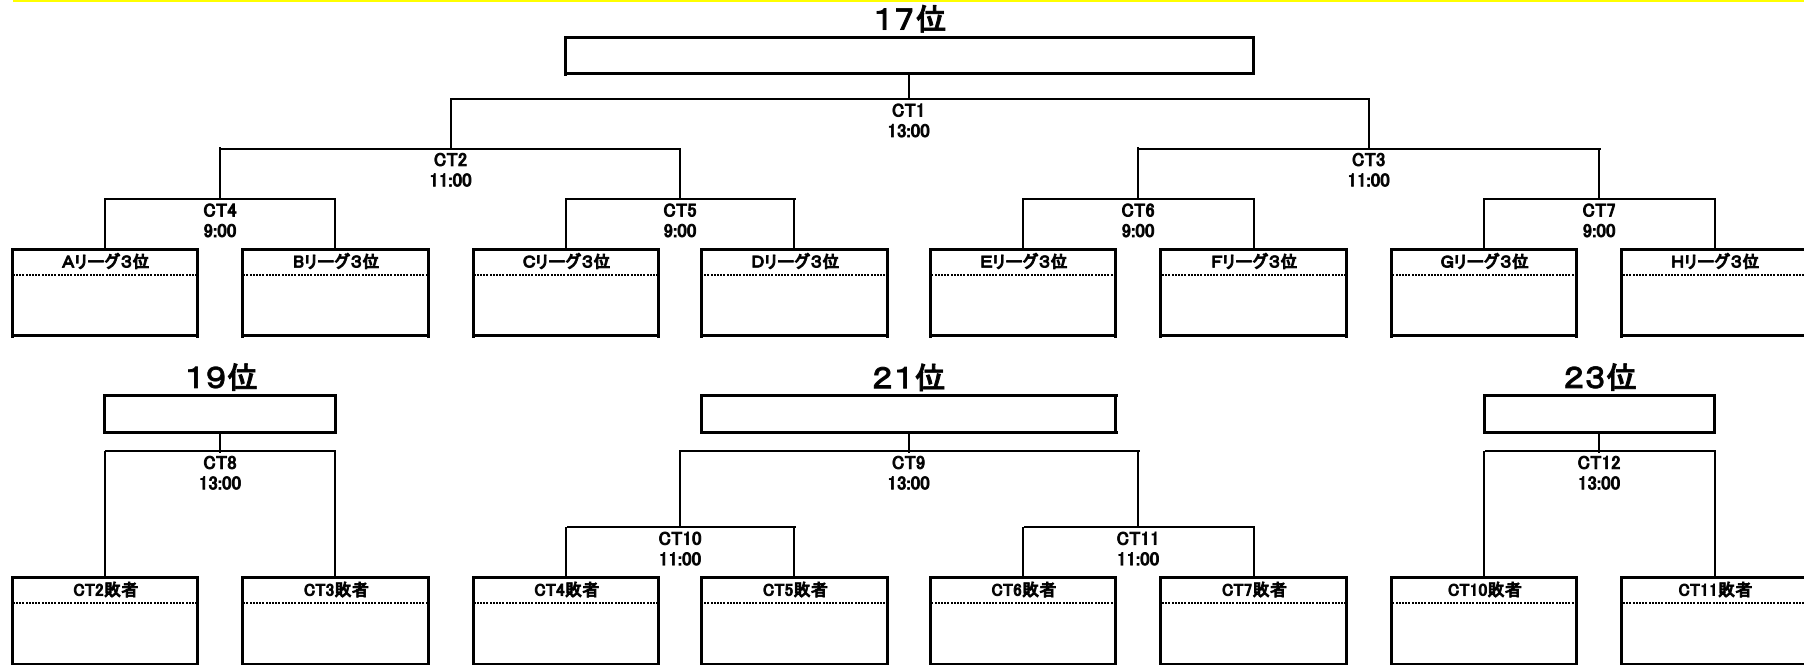 17位
CT1
13:00
CT2
CT3
11:00
11:00
CT4
CT5
CT6
CT7
9:00
9:00
9:00
9:00
Aリーグ3位
Bリーグ3位
Cリーグ3位
Dリーグ3位
Eリーグ3位
Fリーグ3位
Gリーグ3位
Hリーグ3位
19位
21位
23位
CT8
CT9
CT12
13:00
13:00
13:00
CT10
CT11
11:00
11:00
CT2敗者
CT3敗者
CT4敗者
CT5敗者
CT6敗者
CT7敗者
CT10敗者
CT11敗者